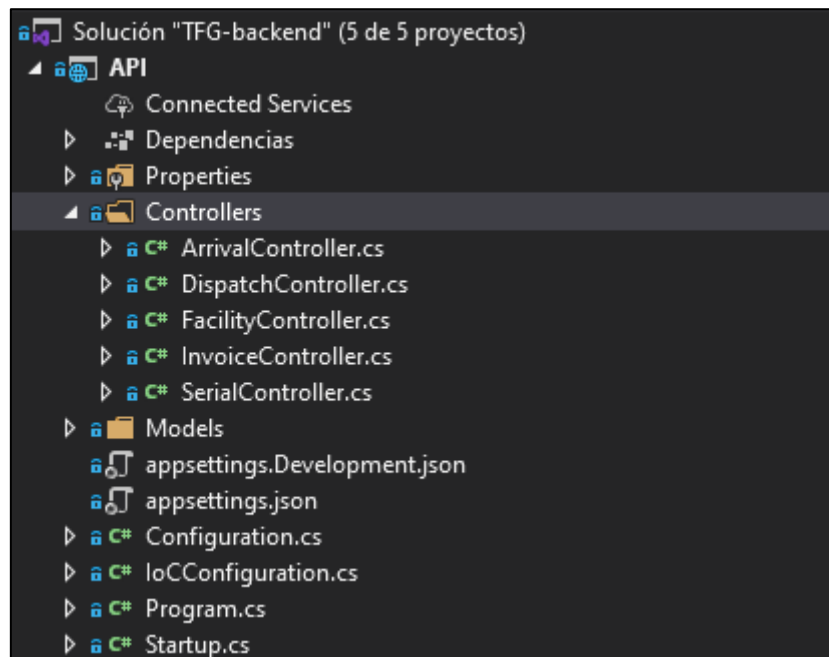 Solución "TFG-backend" (5 de 5 proyectos)
API
Connected Services
Dependencias
Properties
Controllers
C# ArrivalController.cs
C# DispatchController.cs
C# FacilityController.cs
C# InvoiceController.cs
C# SerialController.cs
Models
appsettings.Development.json
appsettings.json
C# Configuration.cs
C# IoCConfiguration.cs
C# Program.cs
C# Startup.cs